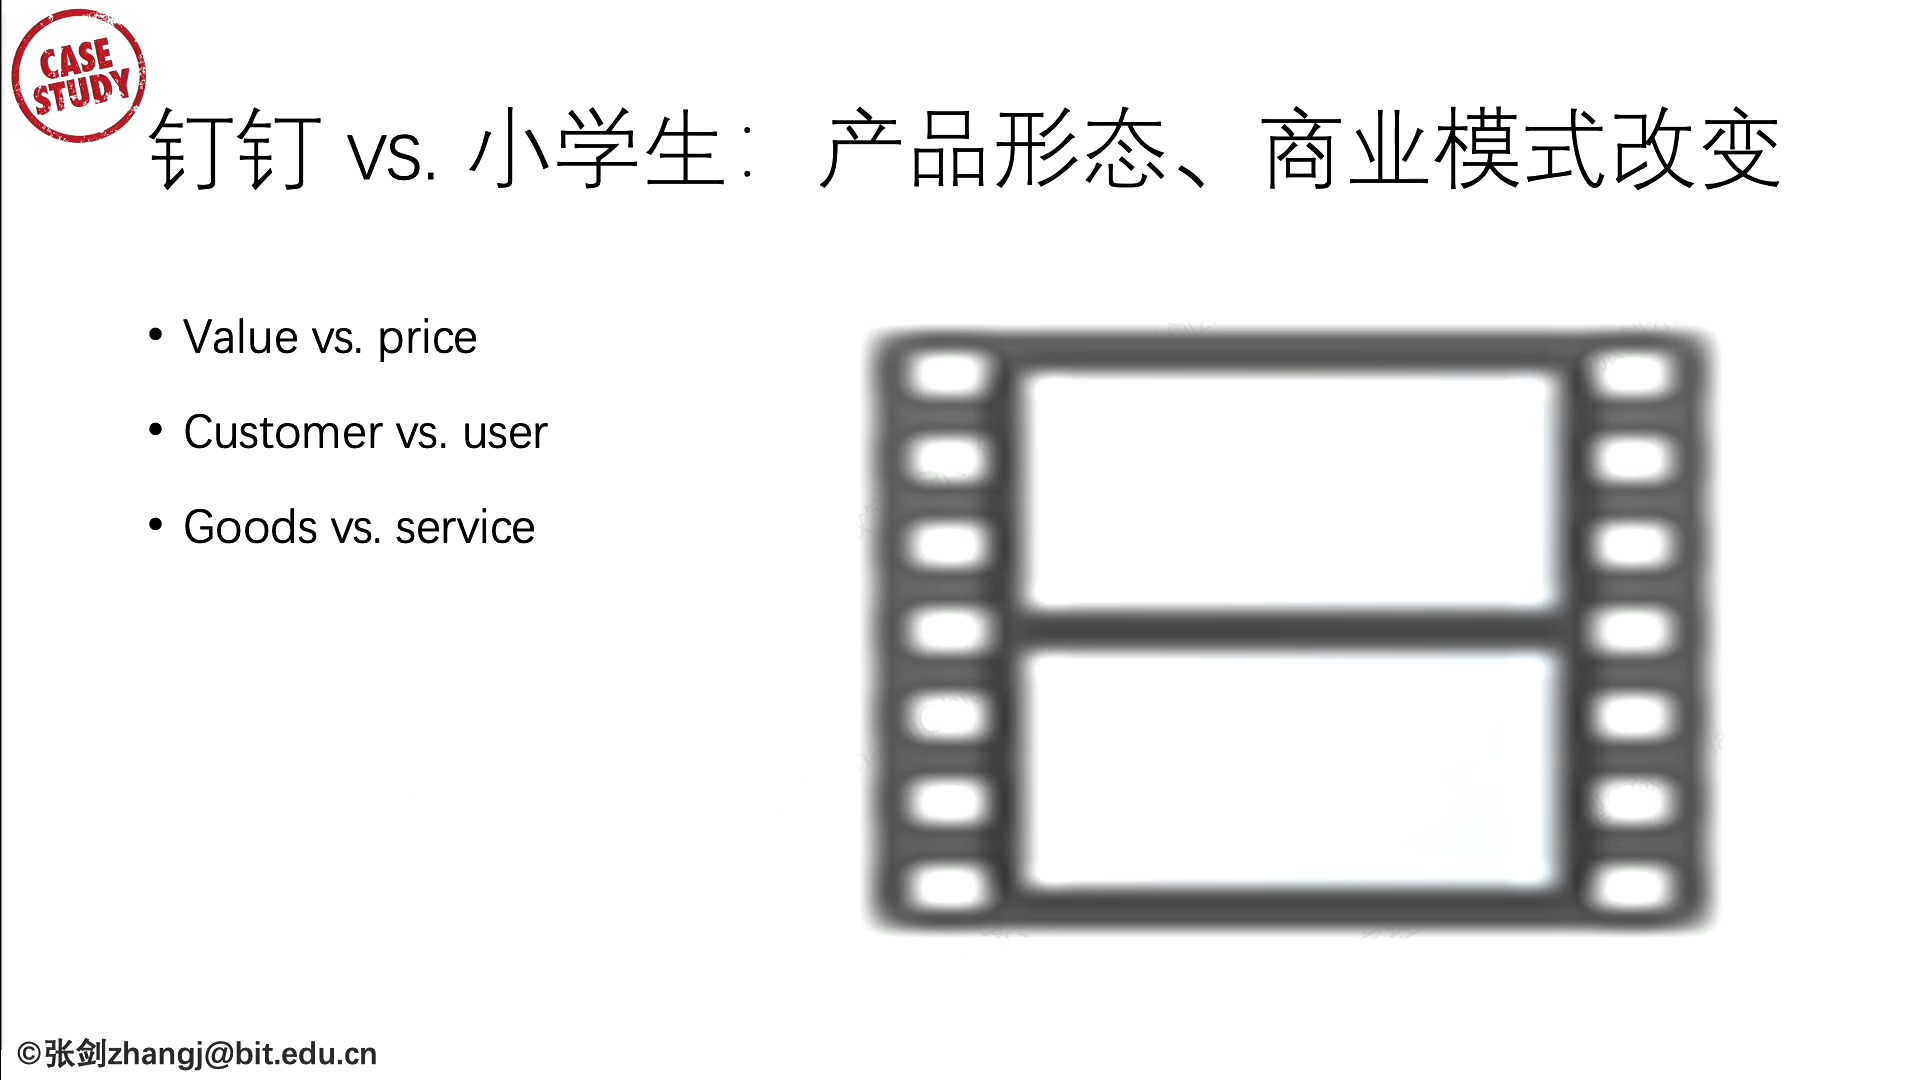 CASE
STUDY
钉钉 vs. 小学生：产品形态、商业模式改变
• Value vs. price
• Customer vs. user
• Goods vs. service
©张剑zhangj@bit.edu.cn